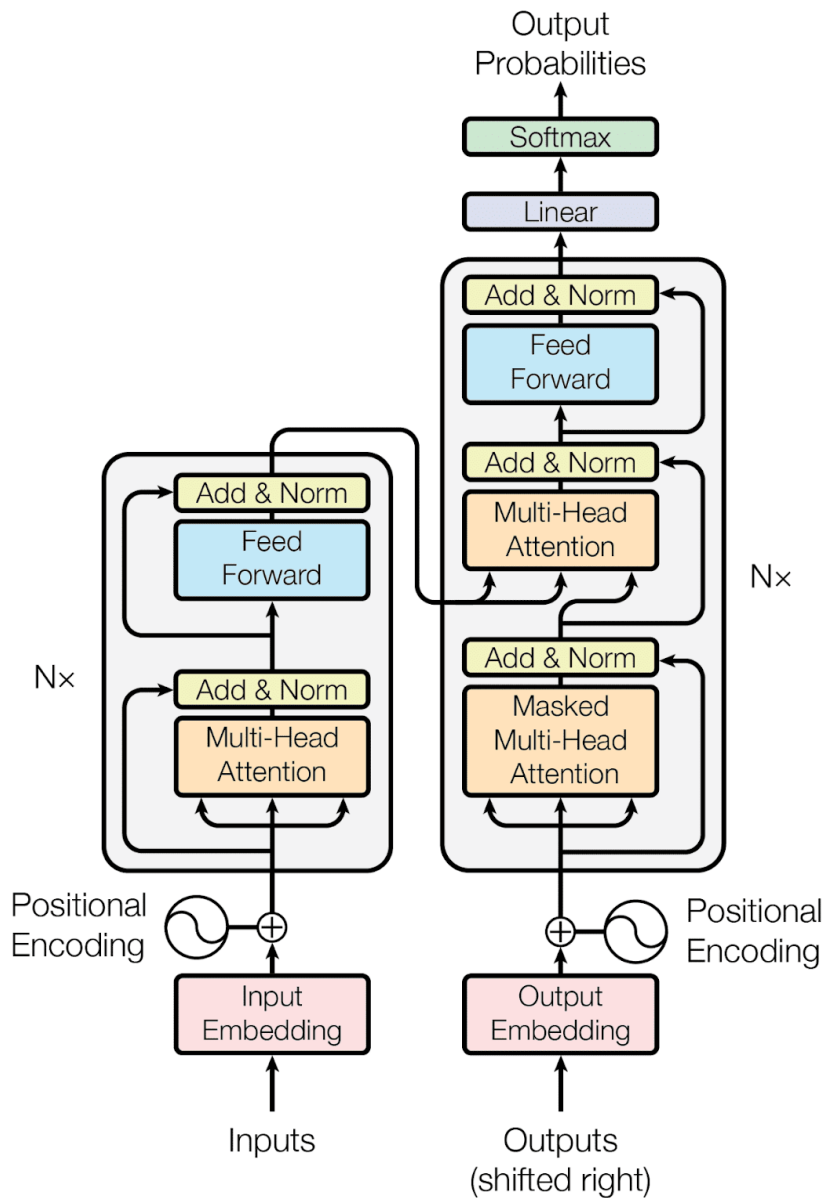 Output
Probabilities
Softmax
Linear
Add & Norm
Feed
Forward
Add & Norm
Multi-Head
Attention
N×
Add & Norm
Masked
Multi-Head
Attention
Add & Norm
Feed
Forward
N×
Add & Norm
Multi-Head
Attention
Positional
Encoding
Positional
Encoding
Input
Embedding
Output
Embedding
Inputs
Outputs
(shifted right)